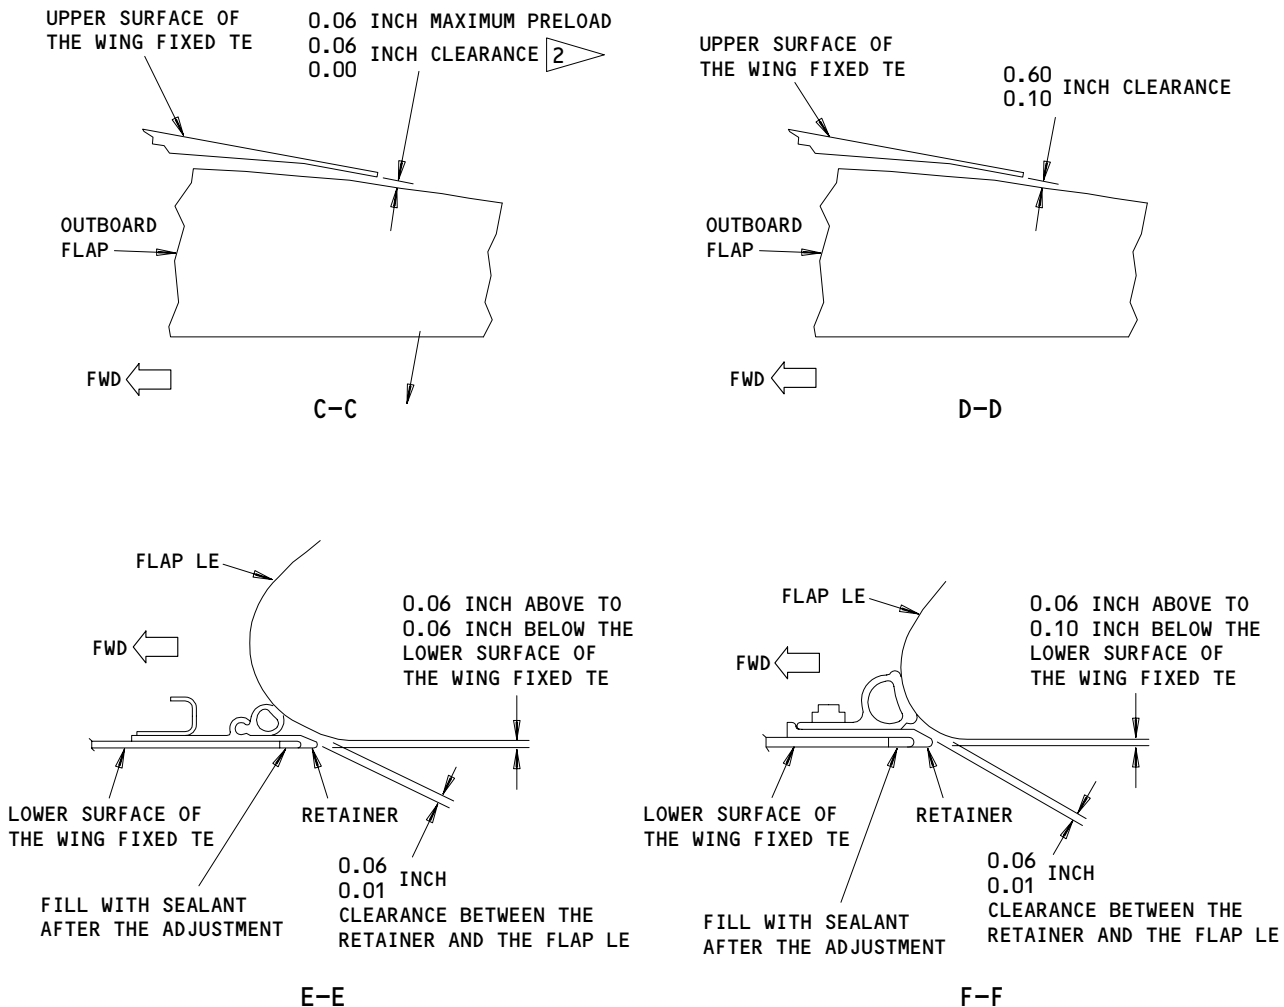 UPPER SURFACE OF
THE WING FIXED TE
0.06 INCH MAXIMUM PRELOAD
0.06
0.00
INCH CLEARANCE 2
OUTBOARD
FLAP
FWD
C-C
UPPER SURFACE OF
THE WING FIXED TE
0.60
0.10
INCH CLEARANCE
OUTBOARD
FLAP
FWD
D-D
FLAP LE
FWD
0.06 INCH ABOVE TO
0.06 INCH BELOW THE
LOWER SURFACE OF
THE WING FIXED TE
LOWER SURFACE OF
THE WING FIXED TE
RETAINER
FILL WITH SEALANT
AFTER THE ADJUSTMENT
0.06
0.01
INCH
CLEARANCE BETWEEN THE
RETAINER AND THE FLAP LE
E-E
FLAP LE
FWD
0.06 INCH ABOVE TO
0.10 INCH BELOW THE
LOWER SURFACE OF
THE WING FIXED TE
LOWER SURFACE OF
THE WING FIXED TE
RETAINER
FILL WITH SEALANT
AFTER THE ADJUSTMENT
0.06
0.01
INCH
CLEARANCE BETWEEN THE
RETAINER AND THE FLAP LE
F-F